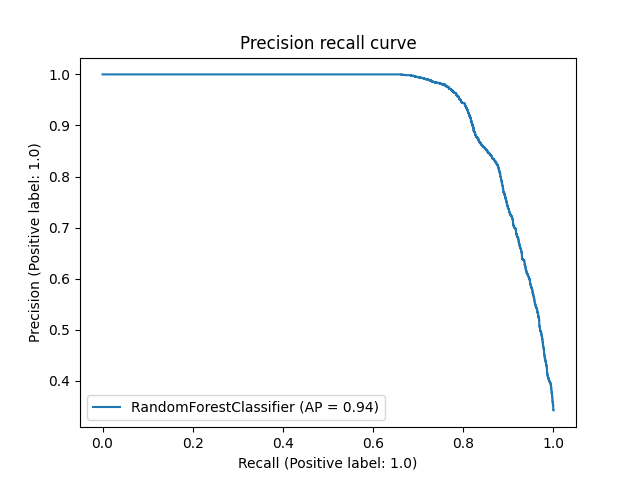 Precision recall curve
Precision (Positive label: 1.0)
1.0
0.9
0.8
0.7
0.6
0.5
0.4
RandomForestClassifier (AP = 0.94)
0.0 0.2 0.4 0.6 0.8 1.0
Recall (Positive label: 1.0)